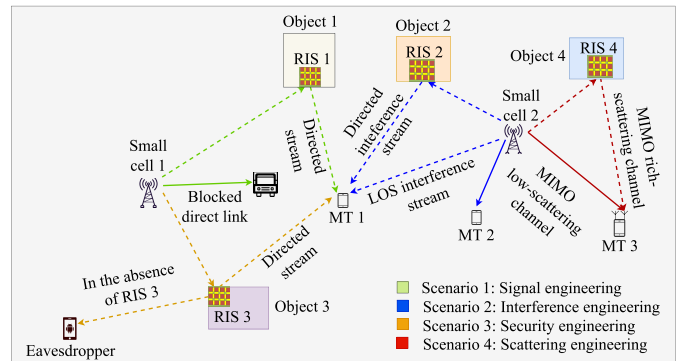 Object 1
RIS 1
Object 2
RIS 2
Object 4
RIS 4
Small
cell 2
Small
cell 1
Directed
stream
Directed
inteference
stream
MIMO rich-
scattering channel
Blocked
direct link
MT 1
LOS interference
stream
MIMO
low-scattering
channel
MT 2
MT 3
In the absence
of RIS 3
Directed
stream
RIS 3
Object 3
Eavesdropper
Scenario 1: Signal engineering
Scenario 2: Interference engineering
Scenario 3: Security engineering
Scenario 4: Scattering engineering